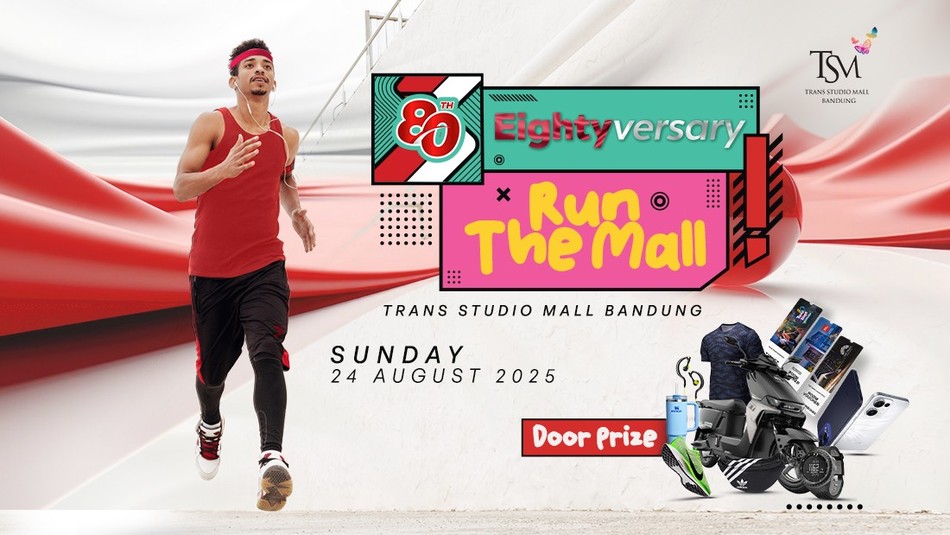 TSM
TRANS STUDIO MALL
BANDUNG
80TH
Eightyversary
Run
The Mall
!
TRANS STUDIO MALL BANDUNG
SUNDAY
24 AUGUST 2025
Door Prize
adidas